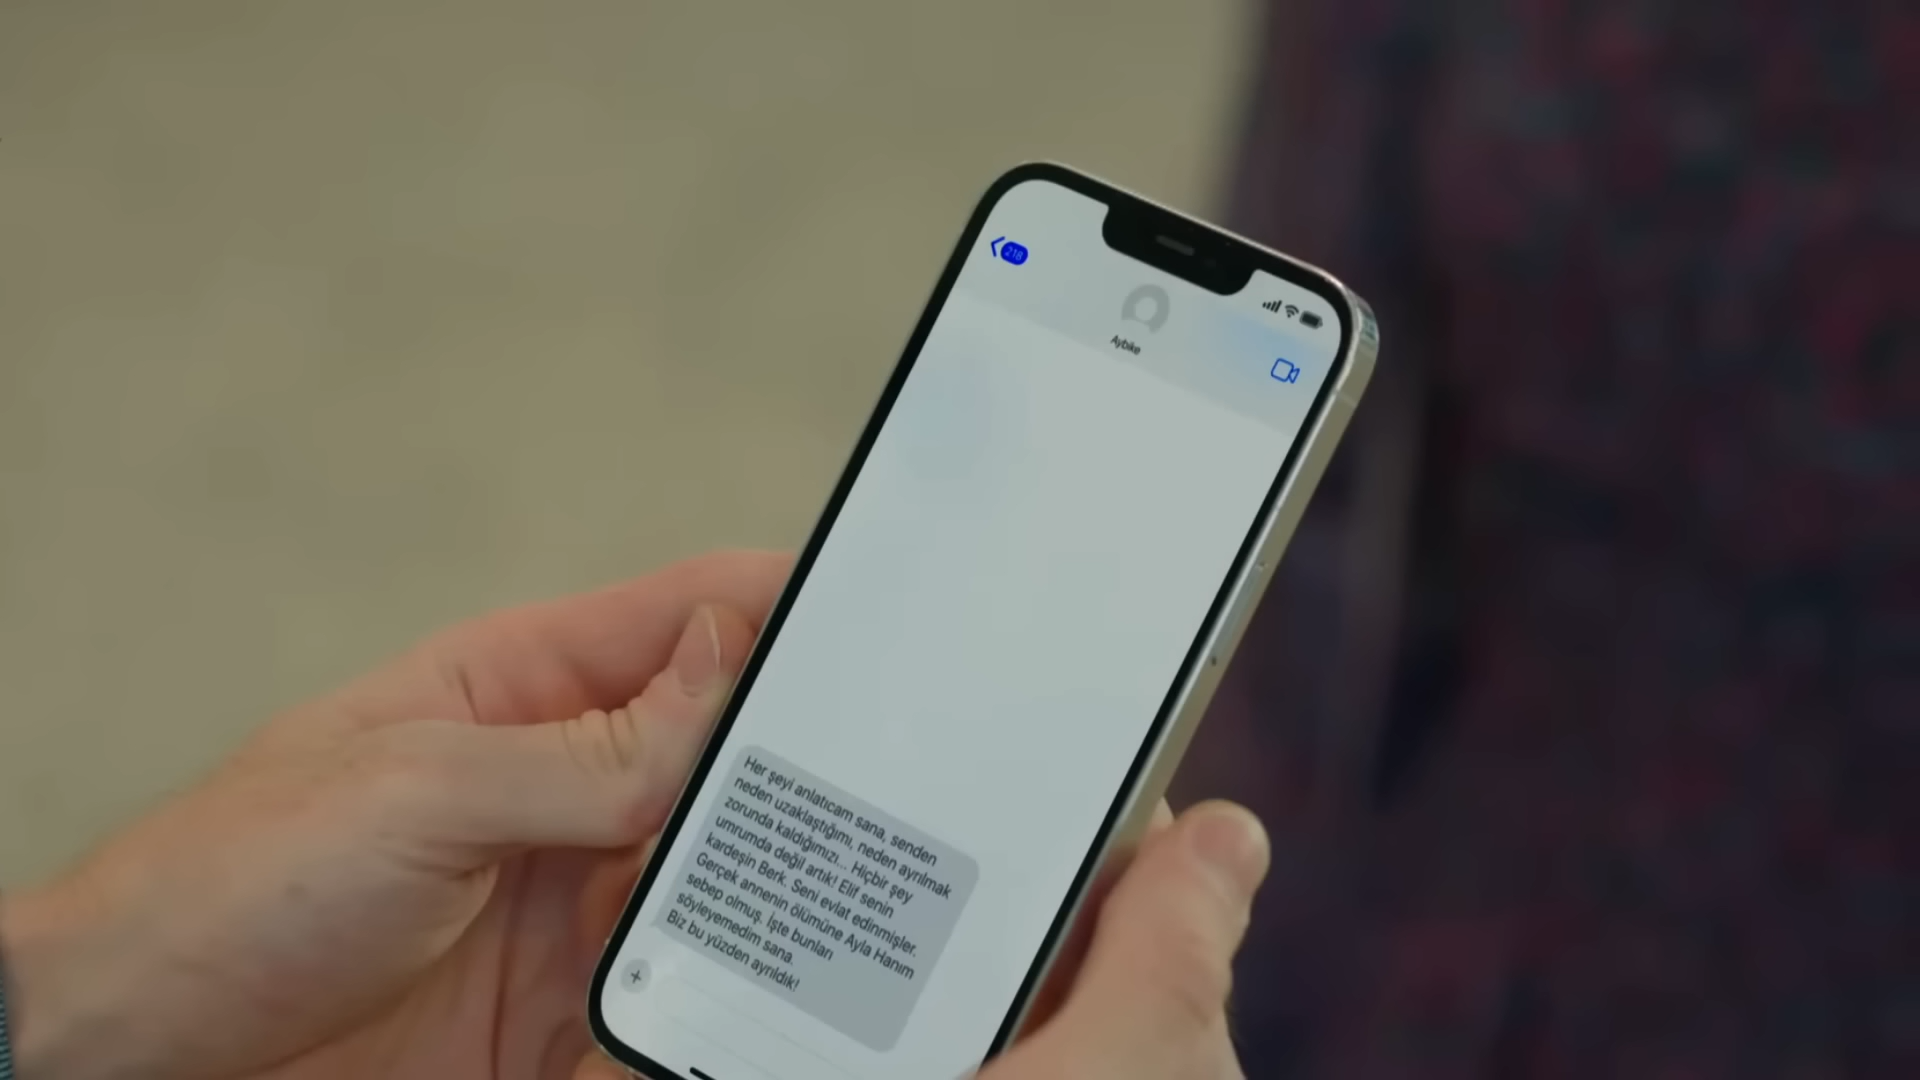 218
Aybike
Her şeyi anlatıcam sana, senden
neden uzaklaştığımı, neden ayrılmak
zorunda kaldığımızı... Hiçbir şey
umrumda değil artık! Elif senin
kardeşin Berk. Seni evlat edinmişler.
Gerçek annenin ölümüne Ayla Hanım
sebep olmuş. İşte bunları
söyleyemedim sana.
Biz bu yüzden ayrıldık!